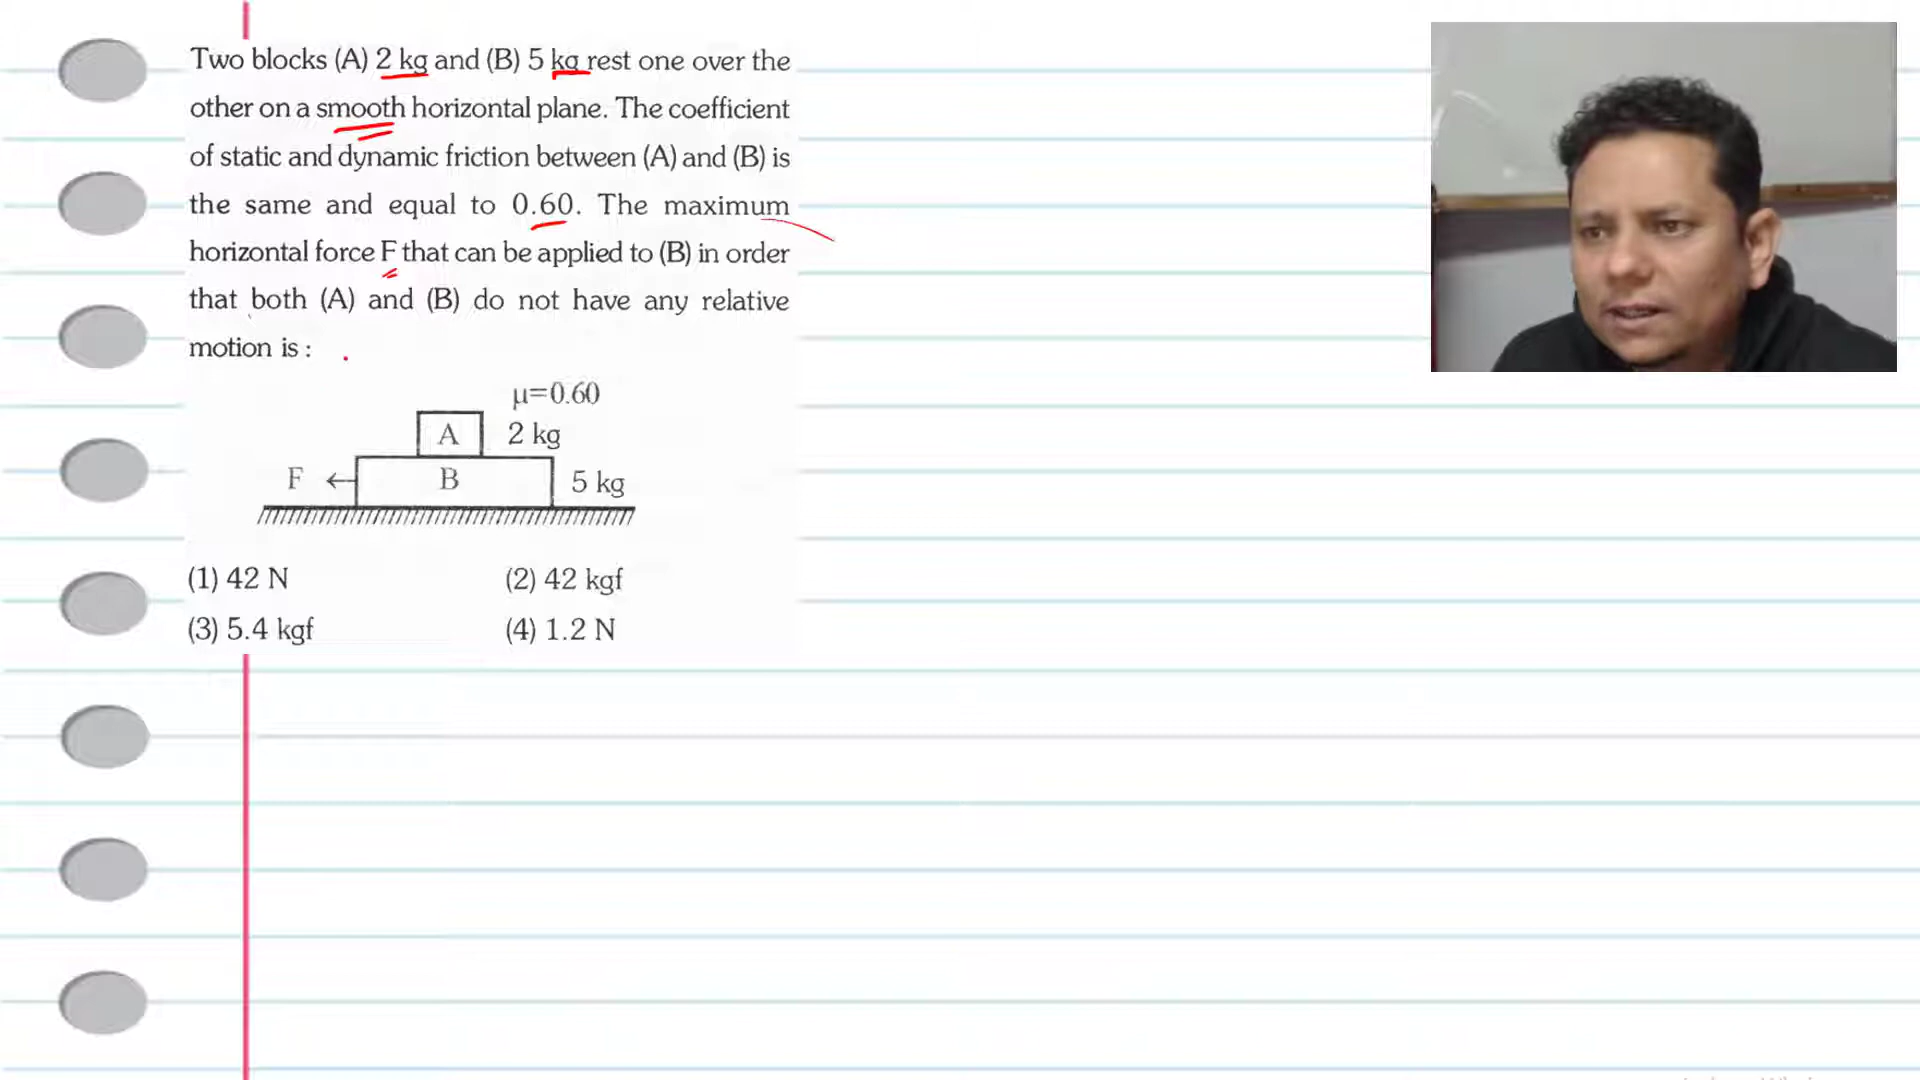 Two blocks (A) 2 kg and (B) 5 kg rest one over the
other on a smooth horizontal plane. The coefficient
of static and dynamic friction between (A) and (B) is
the same and equal to 0.60. The maximum
horizontal force F that can be applied to (B) in order
that both (A) and (B) do not have any relative
motion is :
μ=0.60
A 2 kg
F ← B 5 kg
(1) 42 N (2) 42 kgf
(3) 5.4 kgf (4) 1.2 N